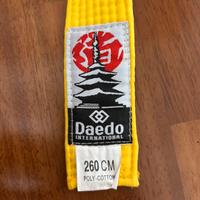 Daedo
INTERNATIONAL
260 CM
POLY-COTTON